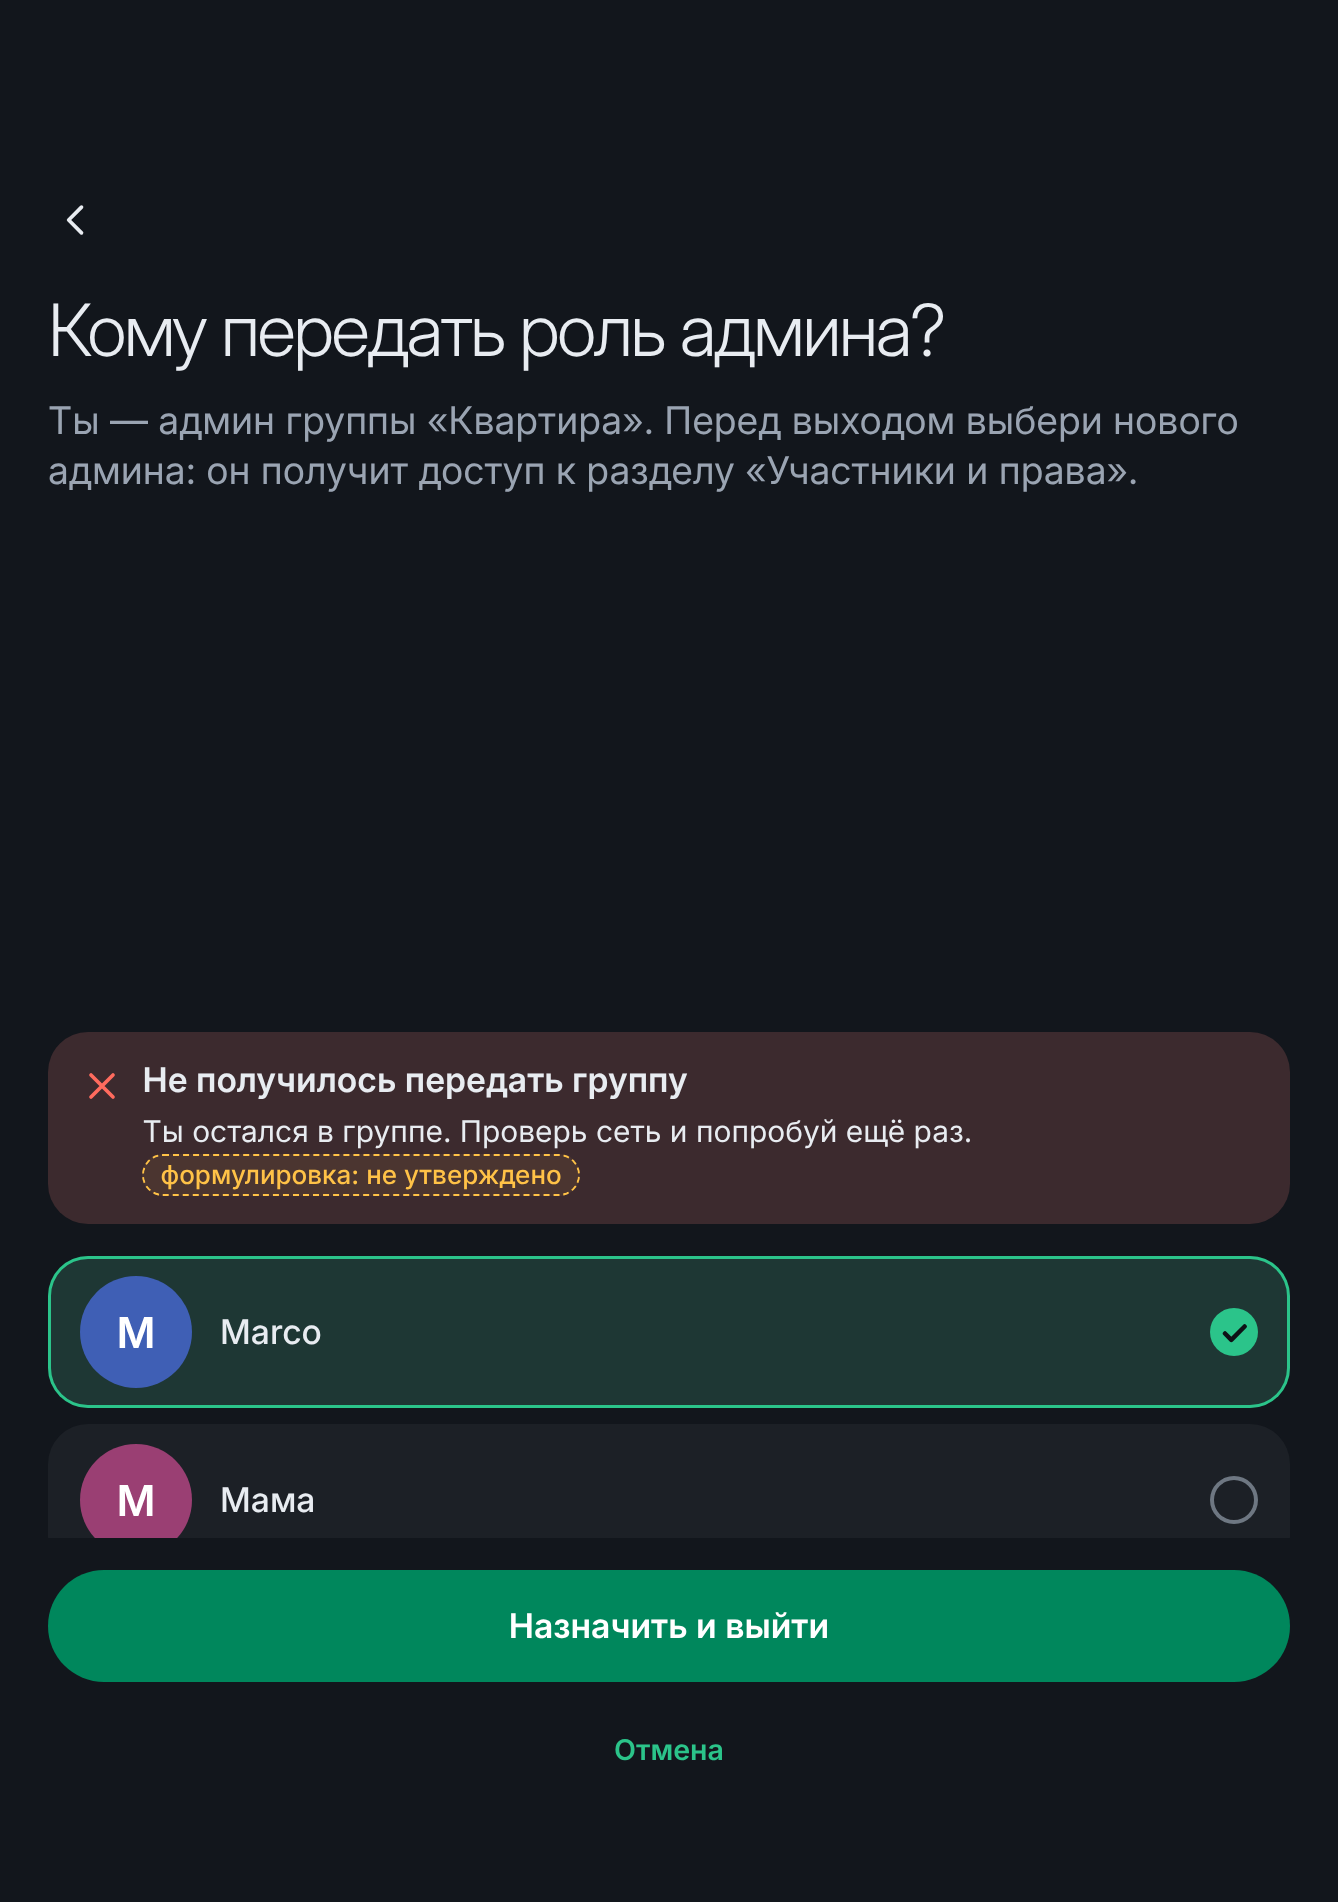 Кому передать роль админа?
Ты — админ группы «Квартира». Перед выходом выбери нового
админа: он получит доступ к разделу «Участники и права».
Не получилось передать группу
Ты остался в группе. Проверь сеть и попробуй ещё раз.
формулировка: не утверждено
M
Marco
М
Мама
Назначить и выйти
Отмена